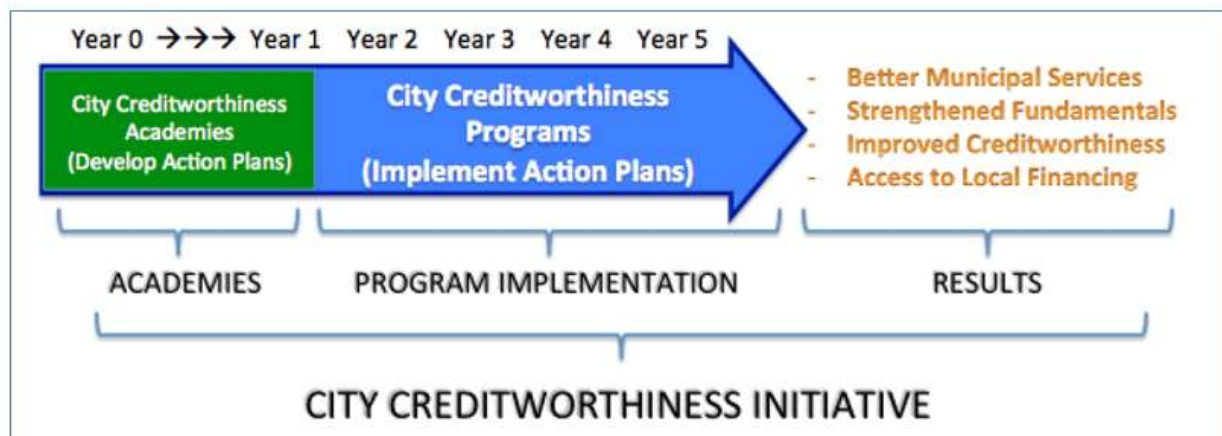 Year 0 →→→ Year 1 Year 2 Year 3 Year 4 Year 5
City Creditworthiness
Academies
(Develop Action Plans)
City Creditworthiness
Programs
(Implement Action Plans)
- Better Municipal Services
- Strengthened Fundamentals
- Improved Creditworthiness
- Access to Local Financing
ACADEMIES
PROGRAM IMPLEMENTATION
RESULTS
CITY CREDITWORTHINESS INITIATIVE